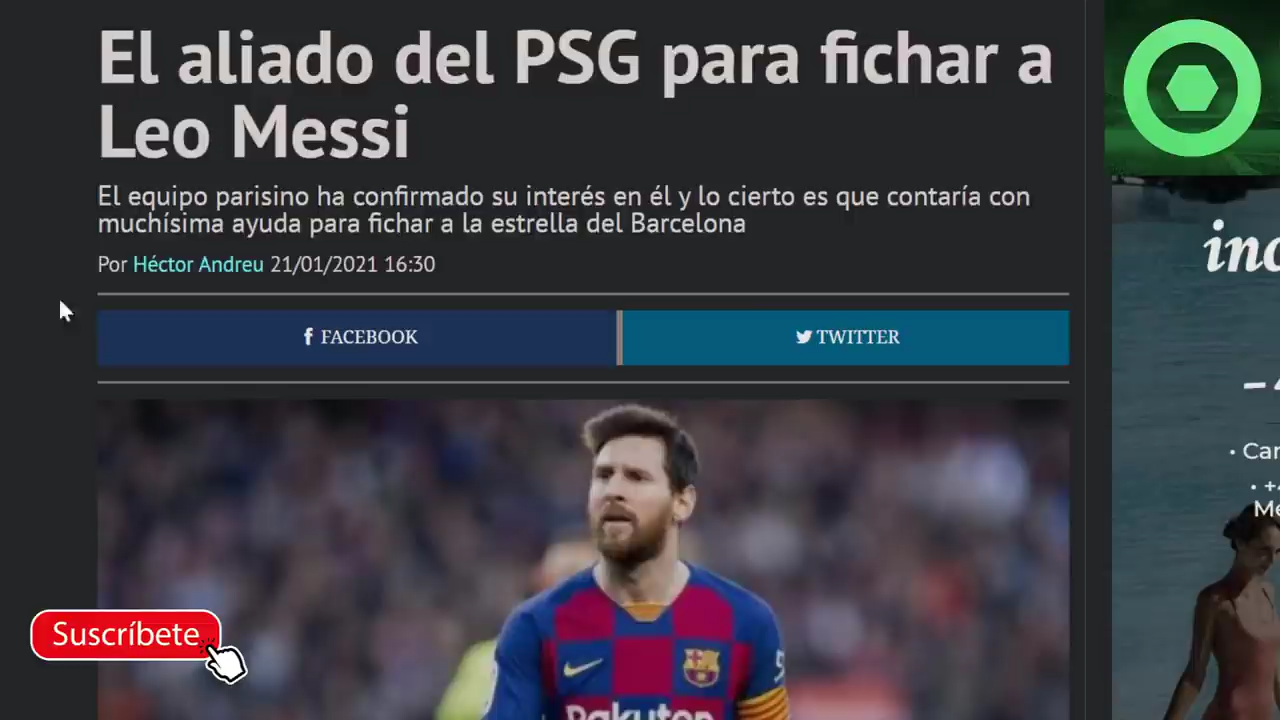 El aliado del PSG para fichar a
Leo Messi
El equipo parisino ha confirmado su interés en él y lo cierto es que contaría con
muchísima ayuda para fichar a la estrella del Barcelona
Por Héctor Andreu 21/01/2021 16:30
FACEBOOK
TWITTER
Suscríbete
Rakuten